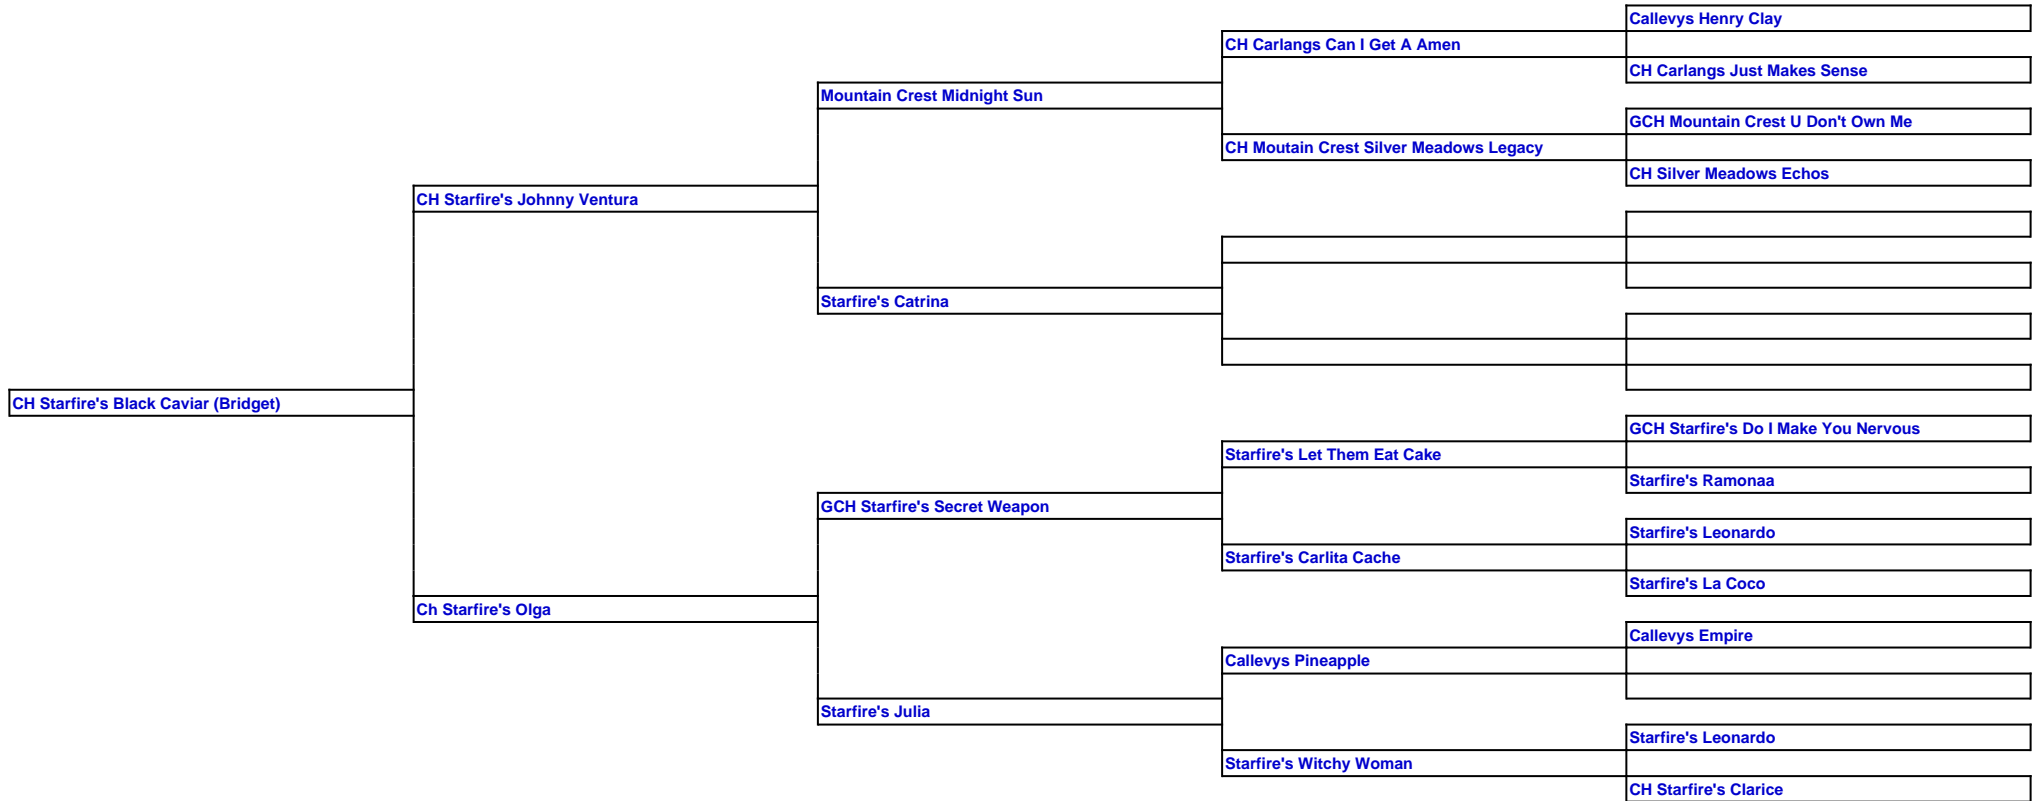 Callevys Henry Clay
CH Carlangs Can I Get A Amen
CH Carlangs Just Makes Sense
Mountain Crest Midnight Sun
GCH Mountain Crest U Don't Own Me
CH Moutain Crest Silver Meadows Legacy
CH Silver Meadows Echos
CH Starfire's Johnny Ventura
Starfire's Catrina
CH Starfire's Black Caviar (Bridget)
GCH Starfire's Do I Make You Nervous
Starfire's Let Them Eat Cake
Starfire's Ramonaa
GCH Starfire's Secret Weapon
Starfire's Leonardo
Starfire's Carlita Cache
Starfire's La Coco
Ch Starfire's Olga
Callevys Empire
Callevys Pineapple
Starfire's Julia
Starfire's Leonardo
Starfire's Witchy Woman
CH Starfire's Clarice